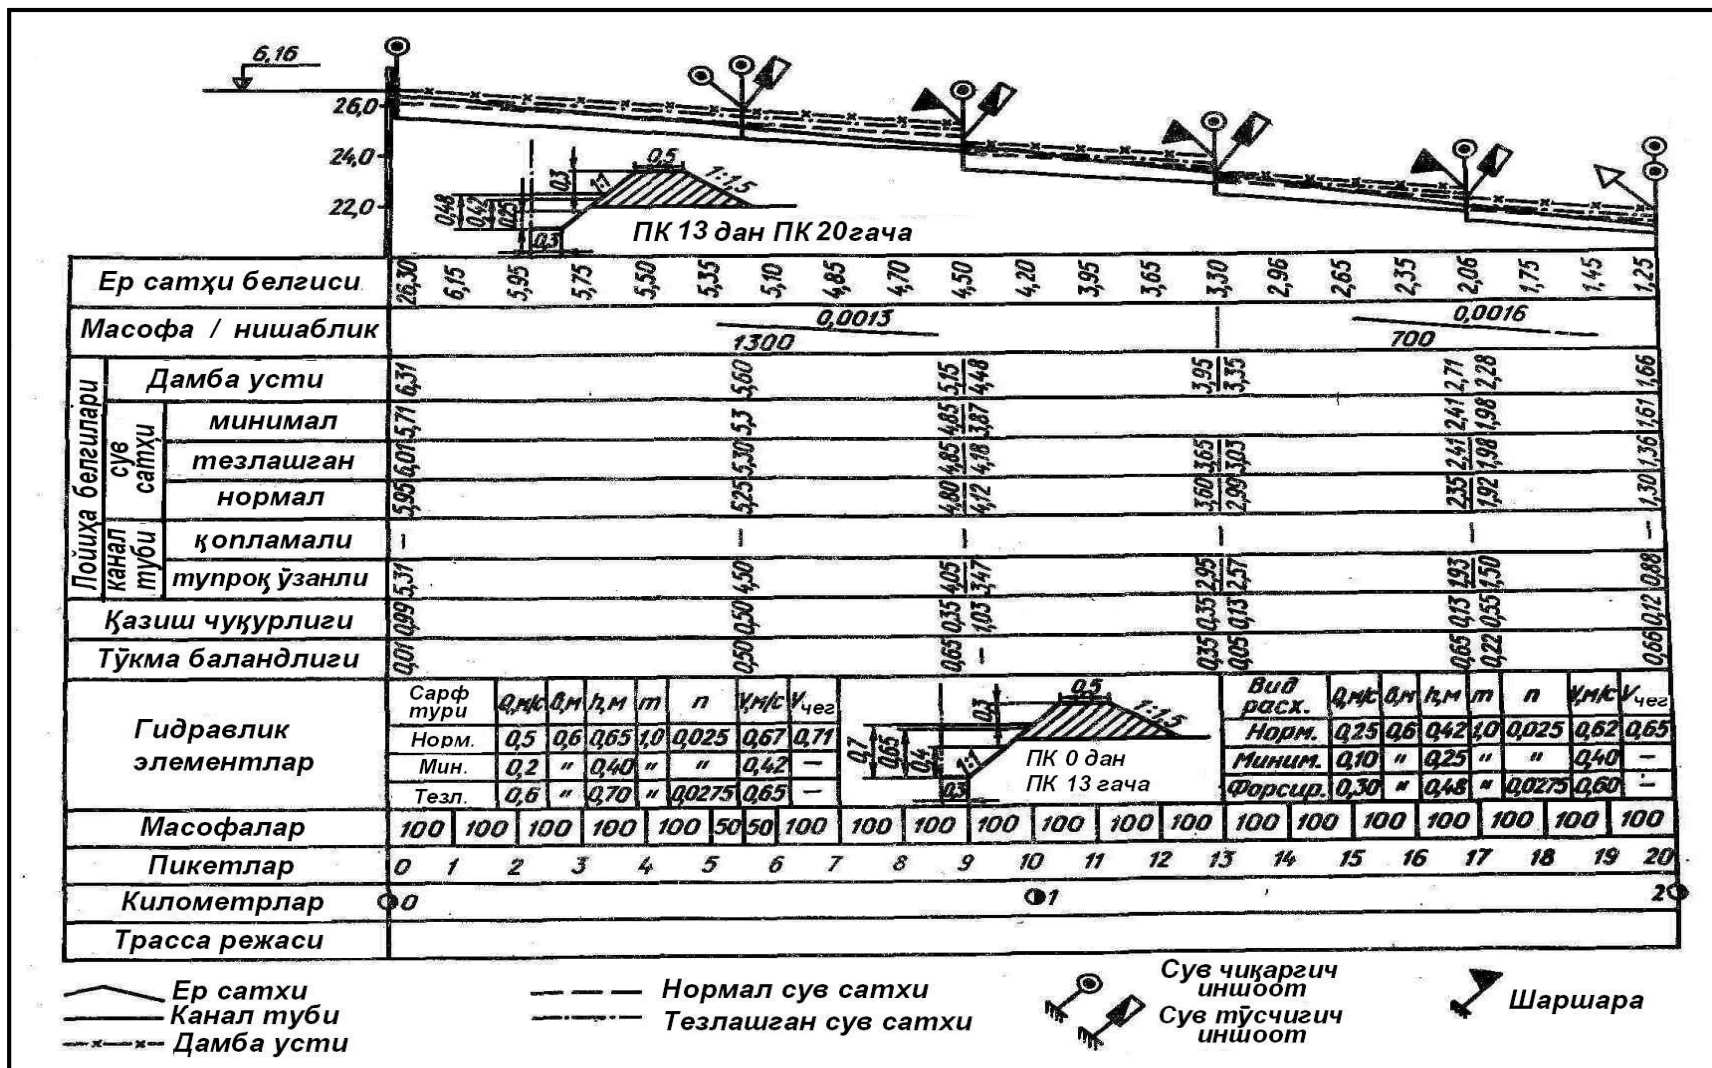 6,16
26,0
24,0
22,0
0,5
1:1
1:1,5
0,3
0,48
0,42
0,25
0,3
ПК 13 дан ПК 20гача
Ер сатҳи белгиси 26,30 6,15 5,95 5,75 5,50 5,35 5,10 4,85 4,70 4,50 4,20 3,95 3,65 3,30 2,96 2,65 2,35 2,06 1,75 1,45 1,25
Масофа / нишаблик 0,0013 1300 0,0016 700
Лойиҳа белгилари
Дамба усти 6,31 5,60 5,15 4,48 3,95 3,35 2,71 2,28 1,66
сув сатҳи
минимал 5,71 5,3 4,85 3,87 2,41 1,98 1,61
тезлашган 6,01 5,30 4,85 4,18 3,65 3,03 2,41 1,98 1,36
нормал 5,95 5,25 4,80 4,12 3,60 2,99 2,35 1,92 1,30
канал туби
қопламали – – – – – –
тупроқ ўзанли 5,31 4,50 4,05 3,47 2,95 2,57 1,93 1,50 0,88
Қазиш чуқурлиги 0,99 0,50 0,35 1,03 0,35 0,13 0,13 0,55 0,12
Тўкма баландлиги 0,01 0,50 0,65 – 0,35 0,05 0,65 0,22 0,66
Гидравлик элементлар
Сарф тури Q,м/с в,м h,м m n V,м/с Vчег
Норм. 0,5 0,6 0,65 1,0 0,025 0,67 0,71
Мин. 0,2 " 0,40 " " 0,42 –
Тезл. 0,6 " 0,70 " 0,0275 0,65 –
0,5
0,3
1:1,5
0,7
0,65
0,4
1:1
0,3
ПК 0 дан
ПК 13 гача
Вид расх. Q,м/с в,м h,м m n V,м/с Vчег
Норм. 0,25 0,6 0,42 1,0 0,025 0,62 0,65
Миним. 0,10 " 0,25 " " 0,40 –
Форсир. 0,30 " 0,48 " 0,0275 0,60 –
Масофалар 100 100 100 100 100 50 50 100 100 100 100 100 100 100 100 100 100 100 100 100 100
Пикетлар 0 1 2 3 4 5 6 7 8 9 10 11 12 13 14 15 16 17 18 19 20
Километрлар 0 1 2
Трасса режаси
Ер сатхи
Канал туби
Дамба усти
Нормал сув сатхи
Тезлашган сув сатхи
Сув чиқаргич
иншоот
Сув тўсчигич
иншоот
Шаршара